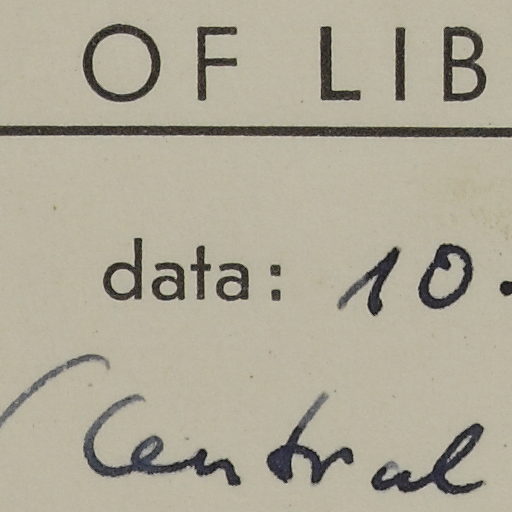 OF LIB
data: 10.
Central